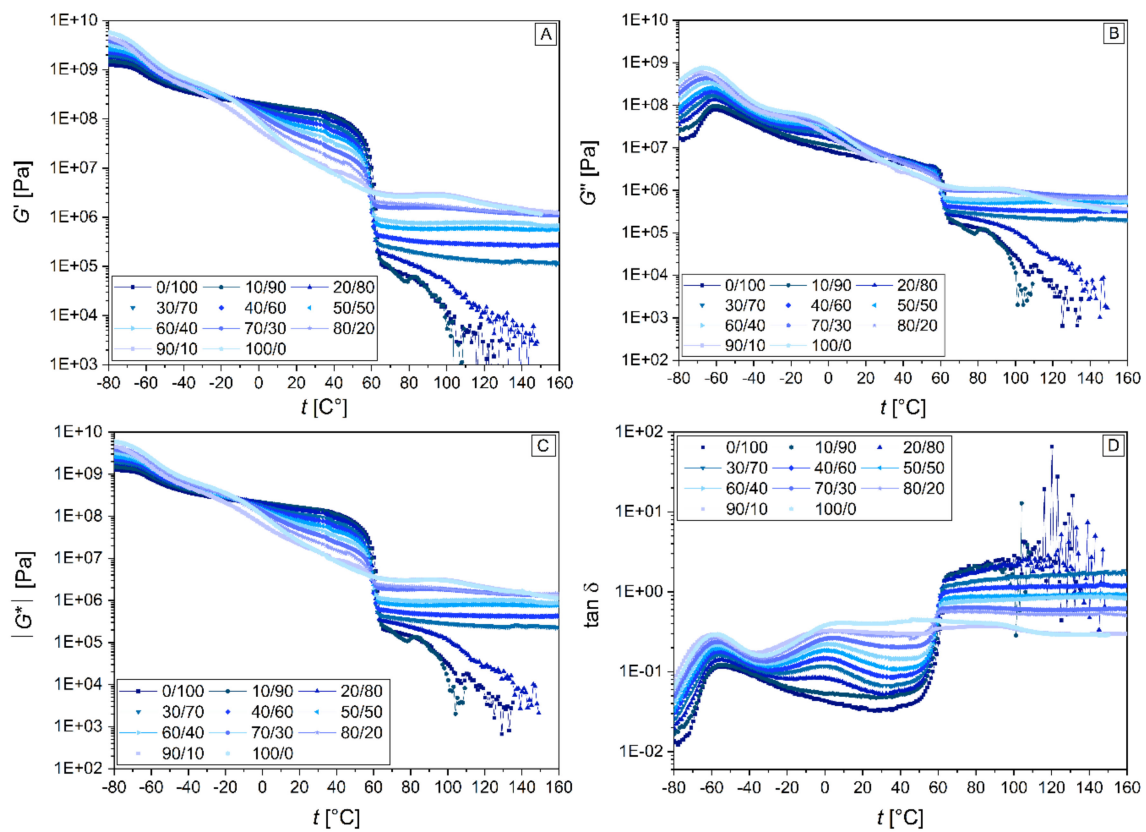 A
1E+10
1E+09
1E+08
1E+07
1E+06
1E+05
1E+04
1E+03
G' [Pa]
0/100 10/90 20/80
30/70 40/60 50/50
60/40 70/30 80/20
90/10 100/0
-80 -60 -40 -20 0 20 40 60 80 100 120 140 160
t [C°]
B
1E+10
1E+09
1E+08
1E+07
1E+06
1E+05
1E+04
1E+03
1E+02
G'' [Pa]
0/100 10/90 20/80
30/70 40/60 50/50
60/40 70/30 80/20
90/10 100/0
-80 -60 -40 -20 0 20 40 60 80 100 120 140 160
t [°C]
C
1E+10
1E+09
1E+08
1E+07
1E+06
1E+05
1E+04
1E+03
1E+02
|G*| [Pa]
0/100 10/90 20/80
30/70 40/60 50/50
60/40 70/30 80/20
90/10 100/0
-80 -60 -40 -20 0 20 40 60 80 100 120 140 160
t [°C]
D
1E+02
1E+01
1E+00
1E-01
1E-02
tan δ
0/100 10/90 20/80
30/70 40/60 50/50
60/40 70/30 80/20
90/10 100/0
-80 -60 -40 -20 0 20 40 60 80 100 120 140 160
t [°C]